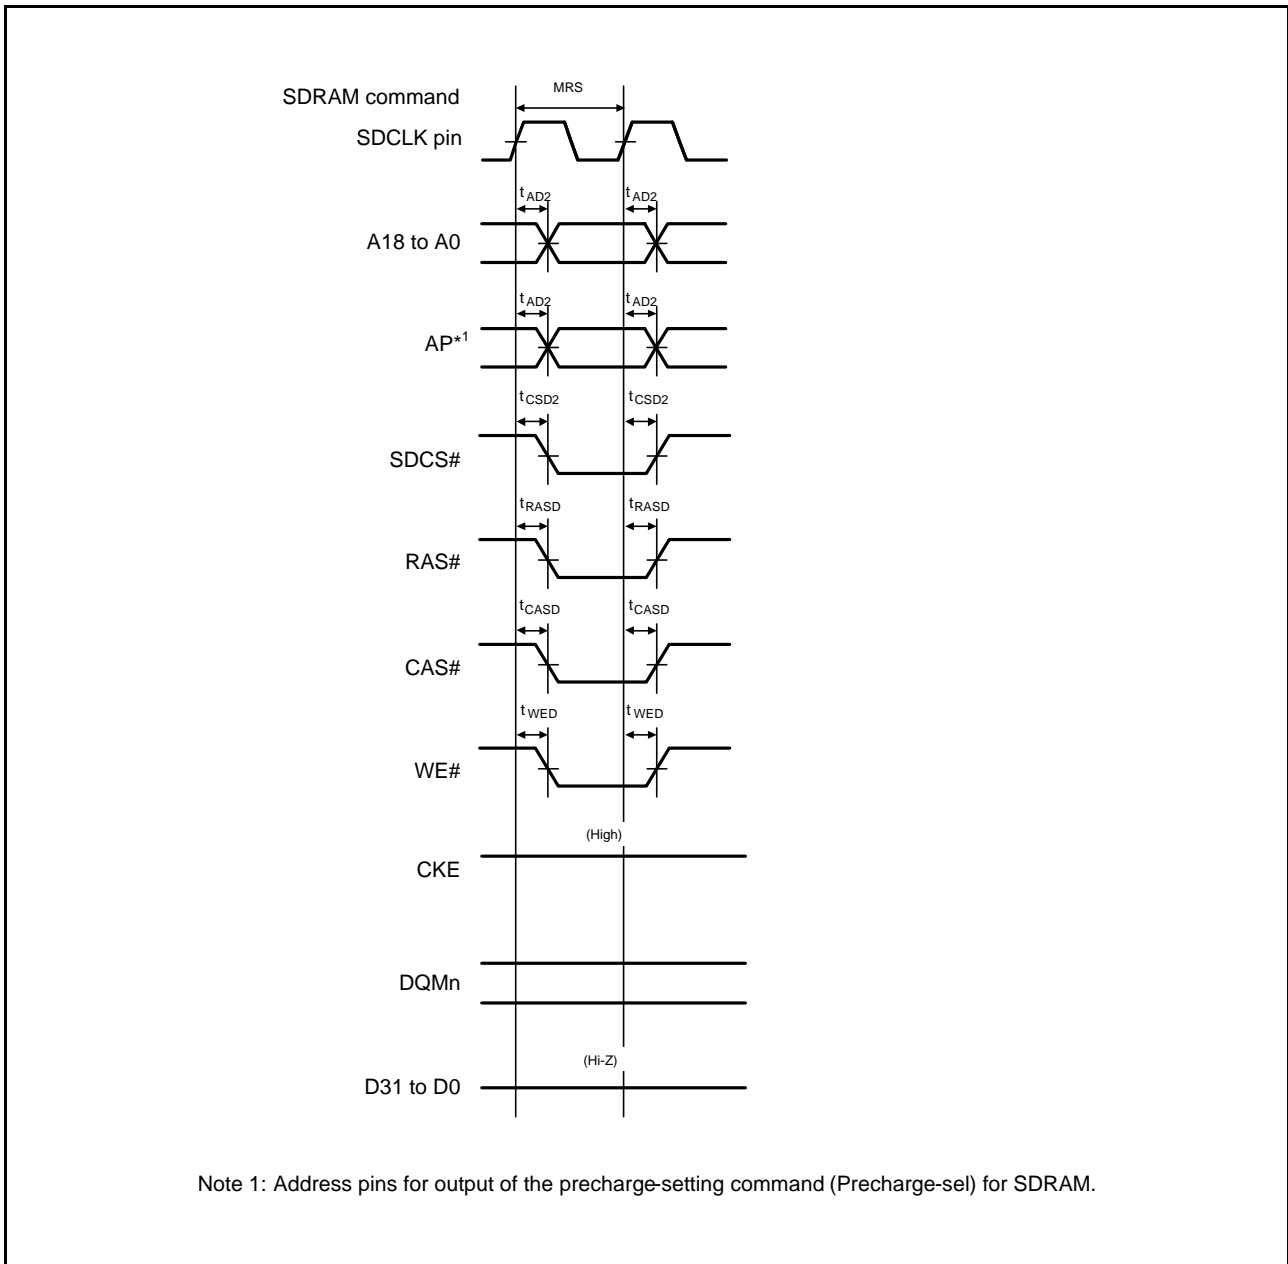 MRS
SDRAM command
SDCLK pin
tAD2 tAD2
A18 to A0
tAD2 tAD2
AP*1
tCSD2 tCSD2
SDCS#
tRASD tRASD
RAS#
tCASD tCASD
CAS#
tWED tWED
WE#
(High)
CKE
DQMn
(Hi-Z)
D31 to D0
Note 1: Address pins for output of the precharge-setting command (Precharge-sel) for SDRAM.